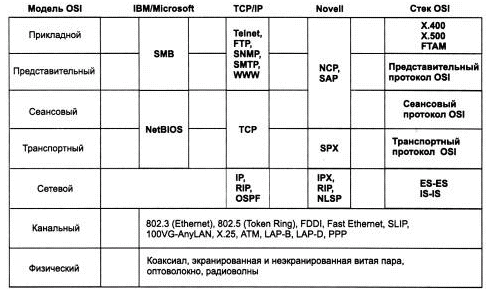 Модель OSI IBM/Microsoft TCP/IP Novell Стек OSI
Прикладной
SMB
Telnet,
FTP,
SNMP,
SMTP,
WWW
NCP,
SAP
X.400
X.500
FTAM
Представительный
Представительный
протокол OSI
Сеансовый
NetBIOS
TCP
Сеансовый
протокол OSI
Транспортный
SPX
Транспортный
протокол OSI
Сетевой
IP,
RIP,
OSPF
IPX,
RIP,
NLSP
ES-ES
IS-IS
Канальный
802.3 (Ethernet), 802.5 (Token Ring), FDDI, Fast Ethernet, SLIP,
100VG-AnyLAN, X.25, ATM, LAP-B, LAP-D, PPP
Физический
Коаксиал, экранированная и неэкранированная витая пара,
оптоволокно, радиоволны